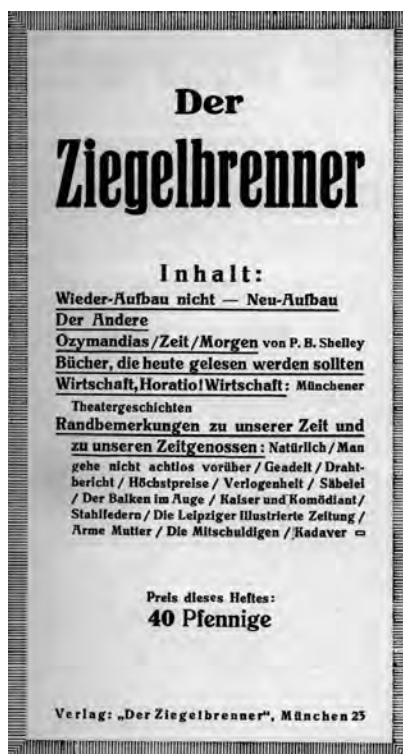 Der
Ziegelbrenner
Inhalt:
Wieder-Aufbau nicht — Neu-Aufbau
Der Andere
Ozymandias/Zeit/Morgen von P. B. Shelley
Bücher, die heute gelesen werden sollten
Wirtschaft, Horatio! Wirtschaft: Münchener
Theatergeschichten
Randbemerkungen zu unserer Zeit und
zu unseren Zeitgenossen: Natürlich / Man
gehe nicht achtlos vorüber / Geadelt / Draht-
bericht / Höchstpreise / Verlogenheit / Säbelei
/ Der Balken im Auge / Kaiser und Komödiant /
Stahlfedern / Die Leipziger Illustrierte Zeitung /
Arme Mutter / Die Mitschuldigen / Kadaver
Preis dieses Heftes:
40 Pfennige
Verlag: „Der Ziegelbrenner“, München 23